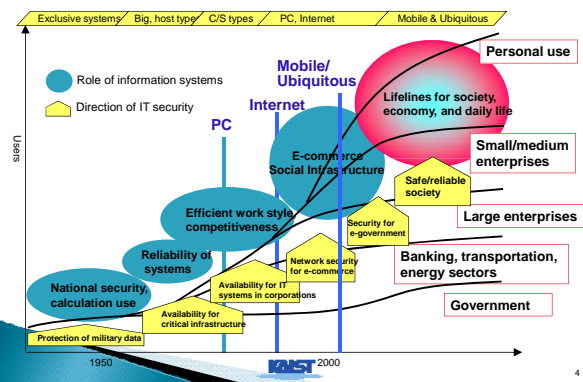 Exclusive systems
Big, host type
C/S types
PC, Internet
Mobile & Ubiquitous
Role of information systems
Direction of IT security
Users
PC
Internet
Mobile/
Ubiquitous
Lifelines for society,
economy, and daily life
E-commerce
Social Infrastructure
Efficient work style
competitiveness
Reliability of
systems
National security,
calculation use
Protection of military data
Availability for
critical infrastructure
Availability for IT
systems in corporations
Network security
for e-commerce
Security for
e-government
Safe/reliable
society
Personal use
Small/medium
enterprises
Large enterprises
Banking, transportation,
energy sectors
Government
1950
2000
KAIST
4